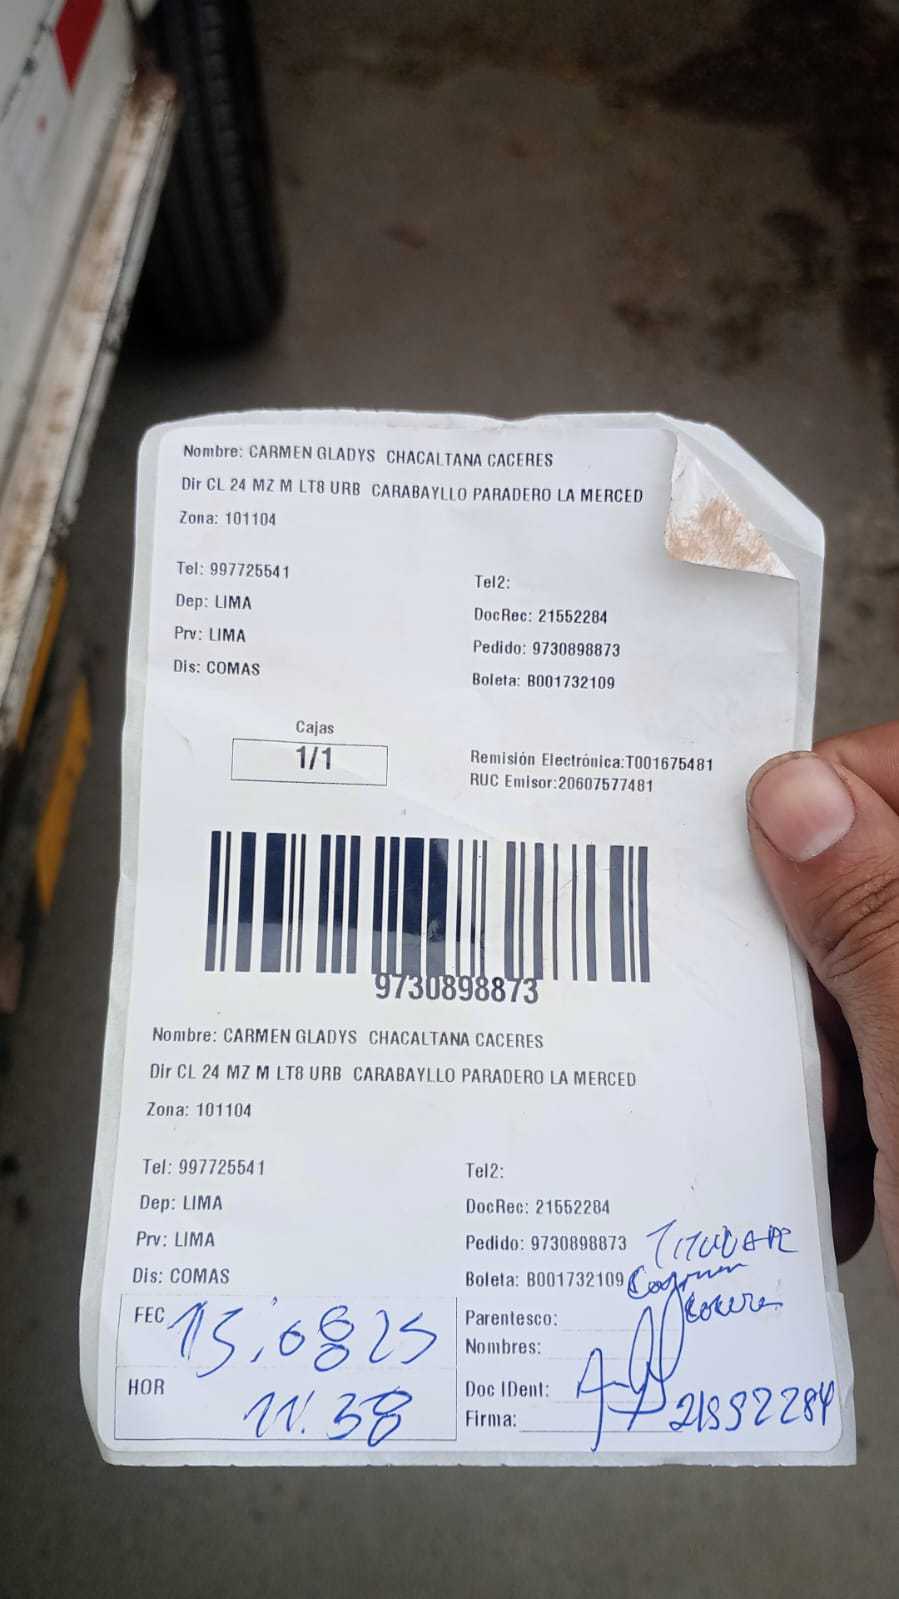 Nombre: CARMEN GLADYS CHACALTANA CACERES
Dir CL 24 MZ M LT8 URB CARABAYLLO PARADERO LA MERCED
Zona: 101104
Tel: 997725541
Tel2:
Dep: LIMA
DocRec: 21552284
Prv: LIMA
Pedido: 9730898873
Dis: COMAS
Boleta: B001732109
Cajas
1/1
Remisión Electrónica:T001675481
RUC Emisor:20607577481
9730898873
Nombre: CARMEN GLADYS CHACALTANA CACERES
Dir CL 24 MZ M LT8 URB CARABAYLLO PARADERO LA MERCED
Zona: 101104
Tel: 997725541
Tel2:
Dep: LIMA
DocRec: 21552284
Prv: LIMA
Pedido: 9730898873 TITULAR
Dis: COMAS
Boleta: B001732109 Carmen
FEC 15.08 25
Parentesco: Caceres
Nombres:
HOR 11.38
Doc IDent:
Firma: 21552284